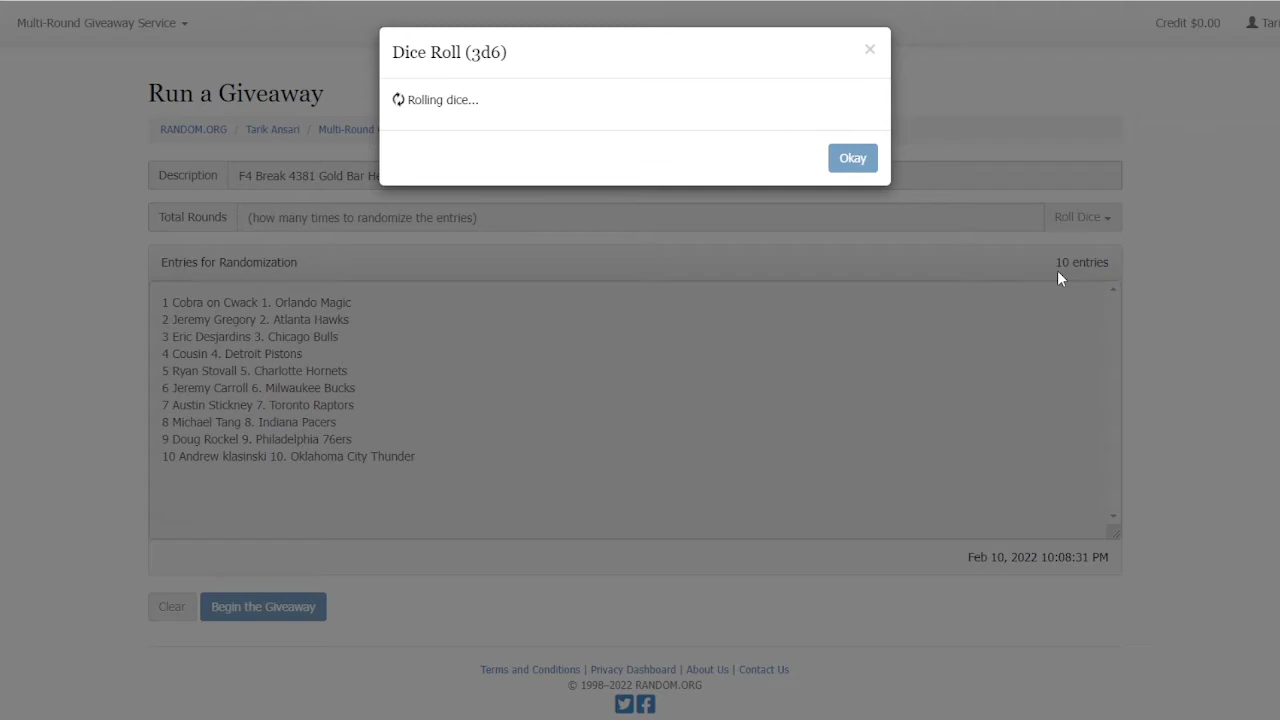 Multi-Round Giveaway Service
Credit $0.00
Tari
Dice Roll (3d6)
×
Rolling dice...
Okay
Run a Giveaway
RANDOM.ORG / Tarik Ansari / Multi-Round
Description
F4 Break 4381 Gold Bar He
Total Rounds
(how many times to randomize the entries)
Roll Dice
Entries for Randomization
10 entries
1 Cobra on Cwack 1. Orlando Magic
2 Jeremy Gregory 2. Atlanta Hawks
3 Eric Desjardins 3. Chicago Bulls
4 Cousin 4. Detroit Pistons
5 Ryan Stovall 5. Charlotte Hornets
6 Jeremy Carroll 6. Milwaukee Bucks
7 Austin Stickney 7. Toronto Raptors
8 Michael Tang 8. Indiana Pacers
9 Doug Rockel 9. Philadelphia 76ers
10 Andrew klasinski 10. Oklahoma City Thunder
Feb 10, 2022 10:08:31 PM
Clear
Begin the Giveaway
Terms and Conditions | Privacy Dashboard | About Us | Contact Us
© 1998–2022 RANDOM.ORG